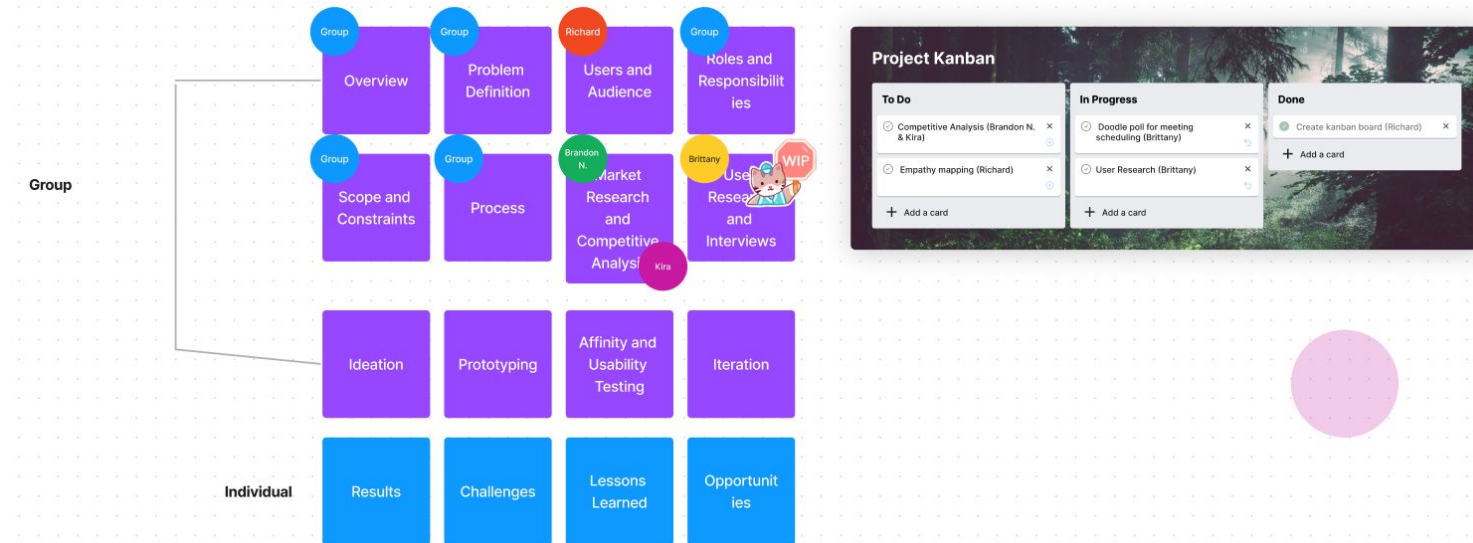 Group
Group
Richard
Group
Overview
Problem
Definition
Users and
Audience
Roles and
Responsibilit
ies
Group
Group
Group
Brandon
N.
Brittany
WIP
Scope and
Constraints
Process
Market
Research
and
Competitive
Analysis
Kira
User
Research
and
Interviews
Ideation
Prototyping
Affinity and
Usability
Testing
Iteration
Individual
Results
Challenges
Lessons
Learned
Opportunit
ies
Project Kanban
To Do
Competitive Analysis (Brandon N.
& Kira)
Empathy mapping (Richard)
+ Add a card
In Progress
Doodle poll for meeting
scheduling (Brittany)
User Research (Brittany)
+ Add a card
Done
Create kanban board (Richard)
+ Add a card